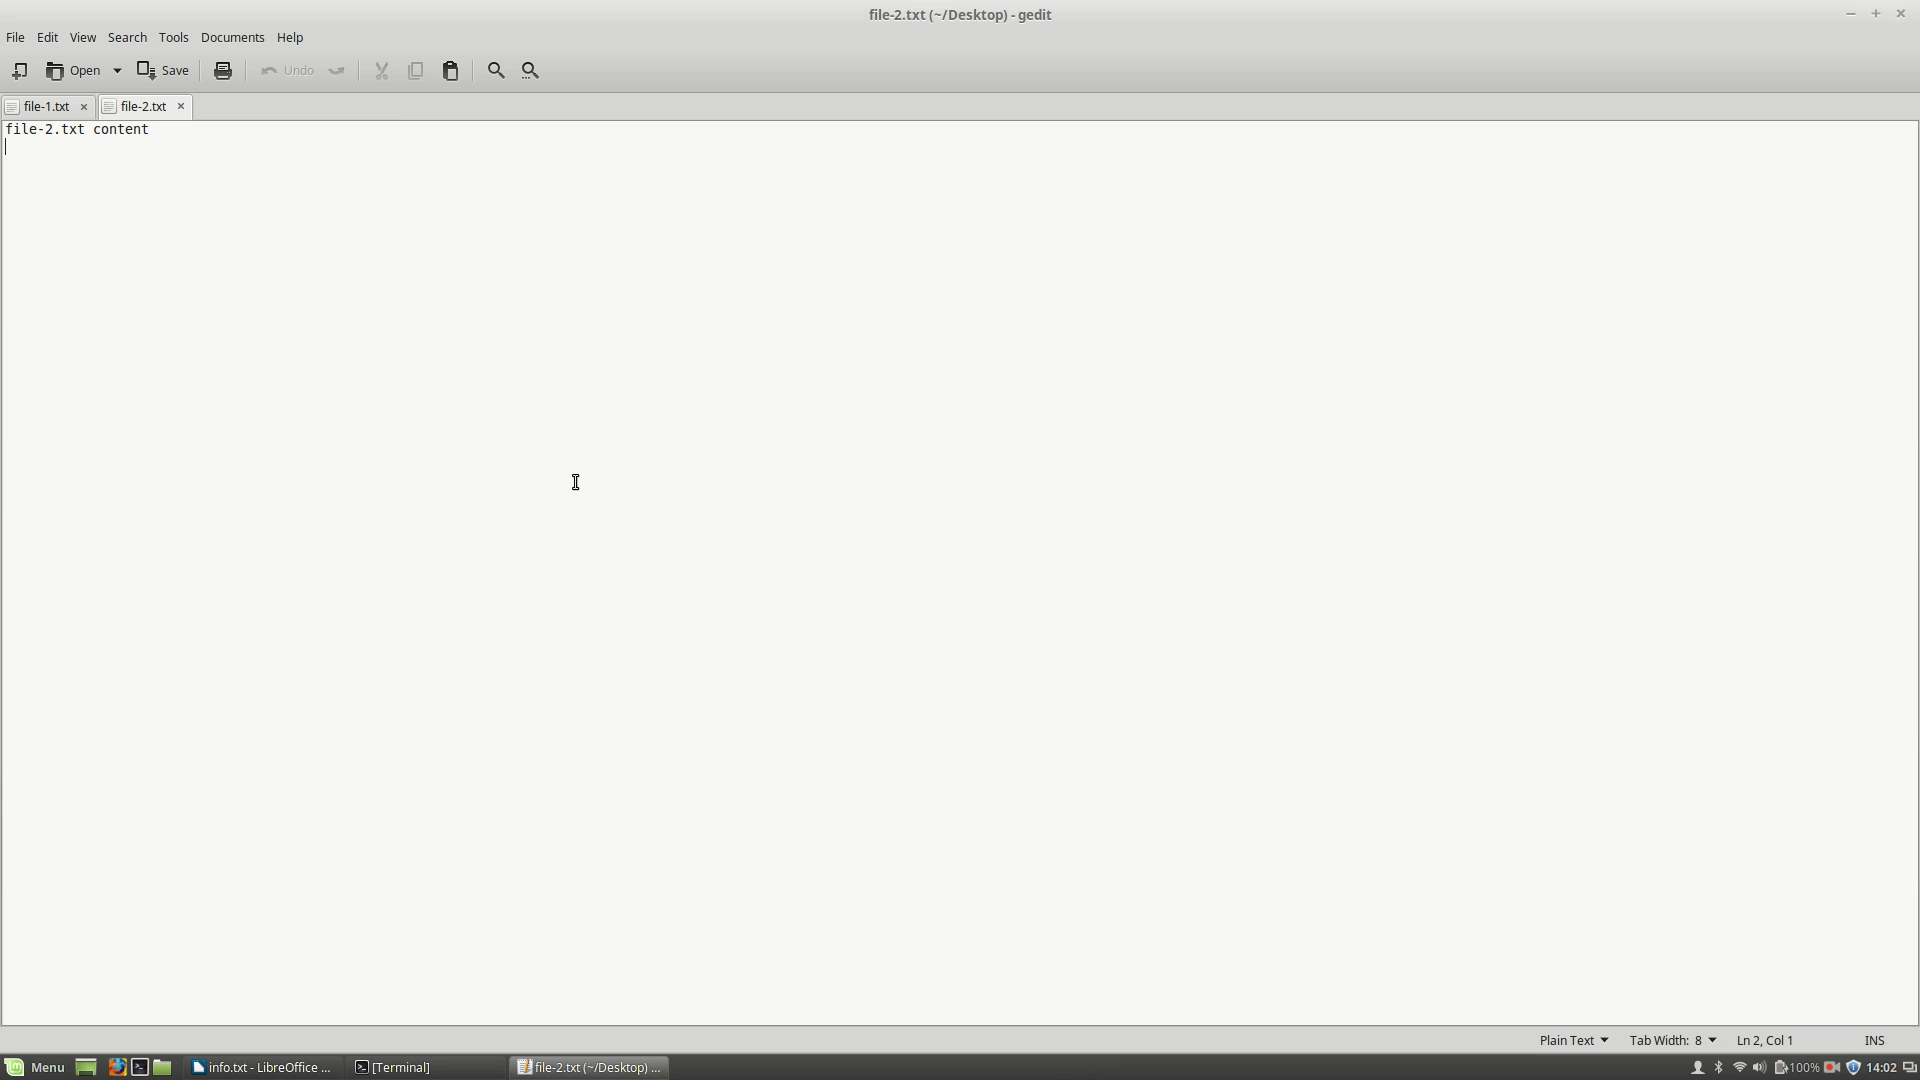 file-2.txt (~/Desktop) - gedit
File Edit View Search Tools Documents Help
Open Save Undo
file-1.txt file-2.txt
file-2.txt content
Plain Text Tab Width: 8 Ln 2, Col 1 INS
Menu info.txt - LibreOffice ... [Terminal] file-2.txt (~/Desktop) ... 100% 14:02